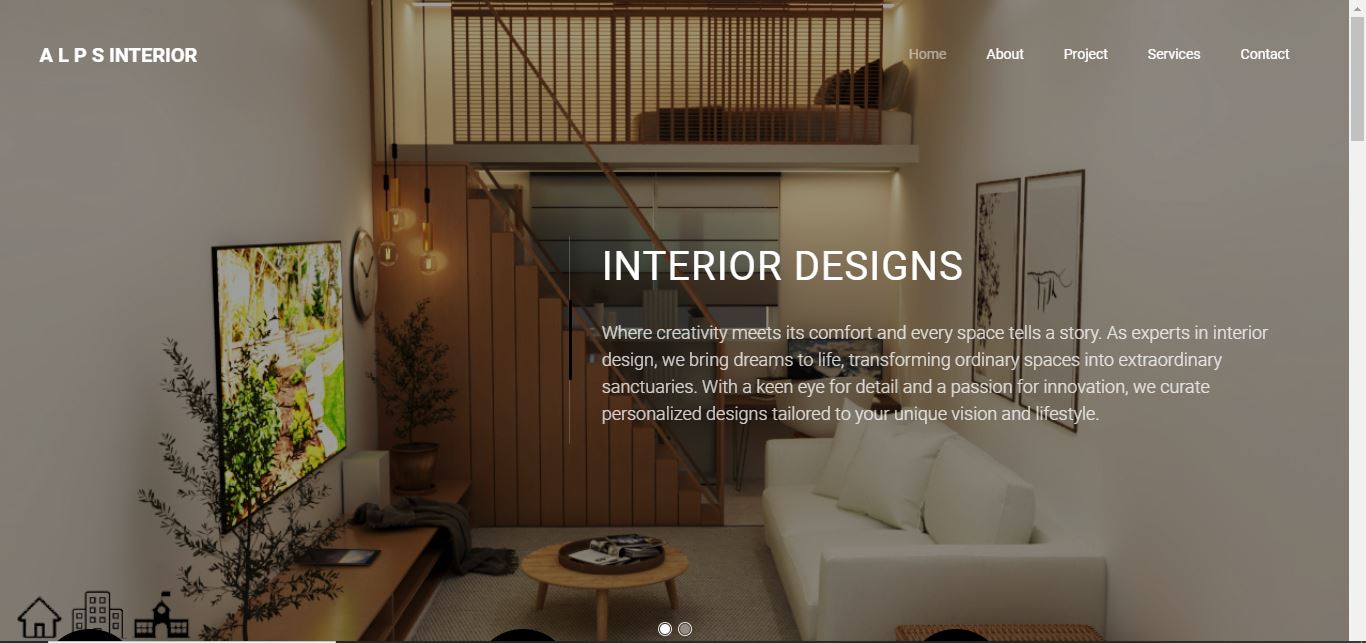 A L P S INTERIOR
Home About Project Services Contact
INTERIOR DESIGNS
Where creativity meets its comfort and every space tells a story. As experts in interior
design, we bring dreams to life, transforming ordinary spaces into extraordinary
sanctuaries. With a keen eye for detail and a passion for innovation, we curate
personalized designs tailored to your unique vision and lifestyle.